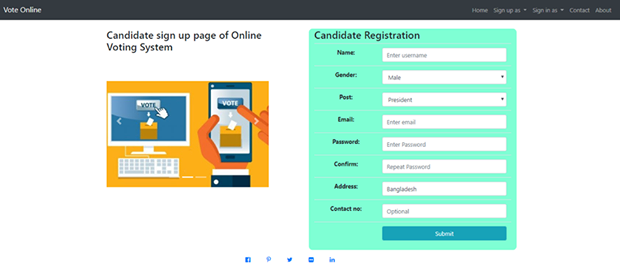 Vote Online
Home Sign up as Sign in as Contact About
Candidate sign up page of Online
Voting System
VOTE
VOTE
Candidate Registration
Name: Enter username
Gender: Male
Post: President
Email: Enter email
Password: Enter Password
Confirm: Repeat Password
Address: Bangladesh
Contact no: Optional
Submit